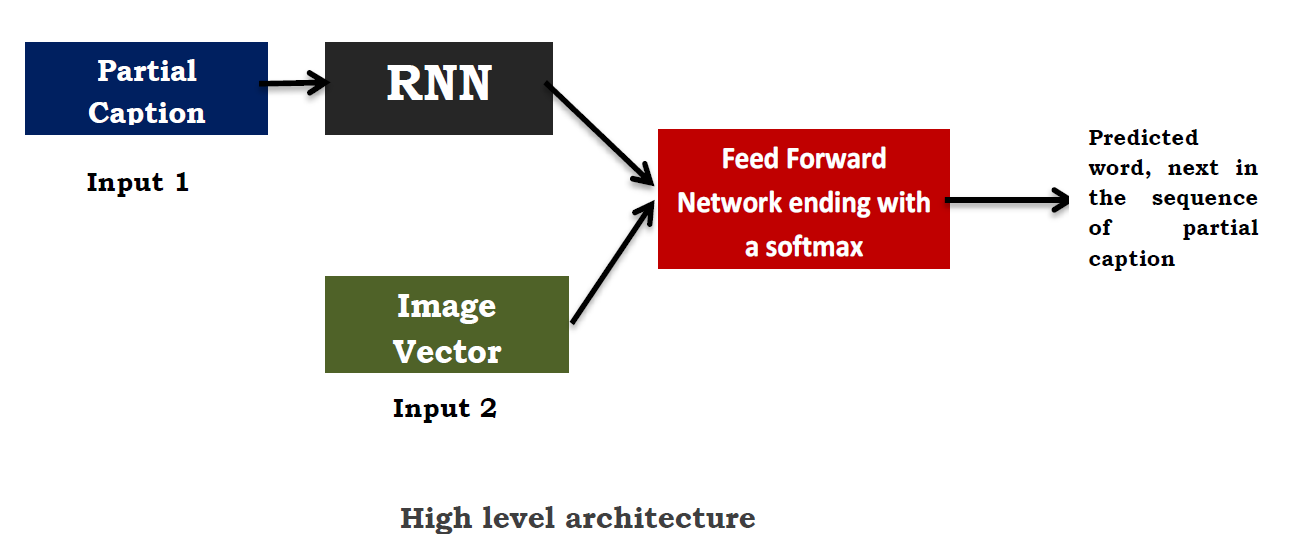 Partial
Caption
RNN
Input 1
Feed Forward
Network ending with
a softmax
Predicted
word, next in
the sequence
of partial
caption
Image
Vector
Input 2
High level architecture